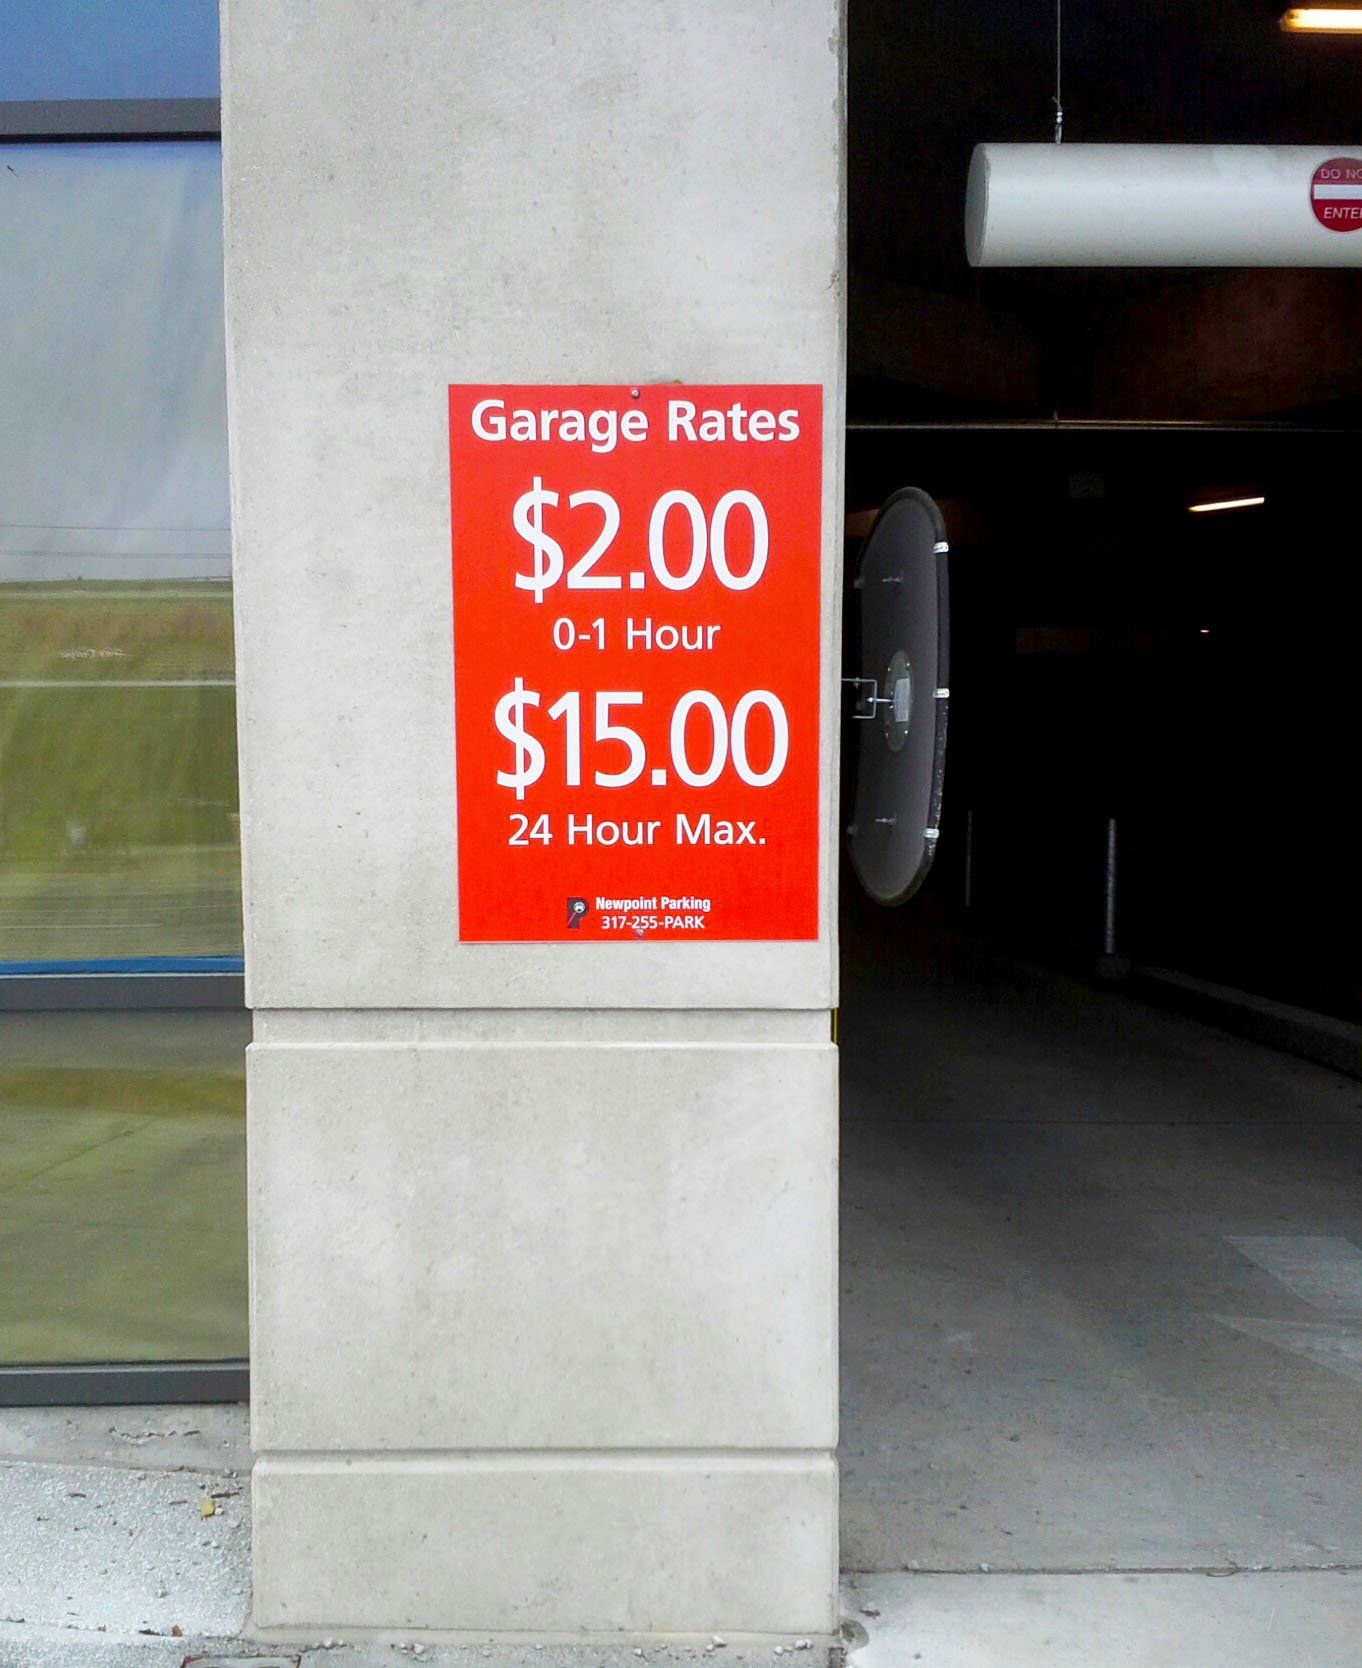 DO NO
ENTER
Garage Rates
$2.00
0-1 Hour
$15.00
24 Hour Max.
Newpoint Parking
317-255-PARK